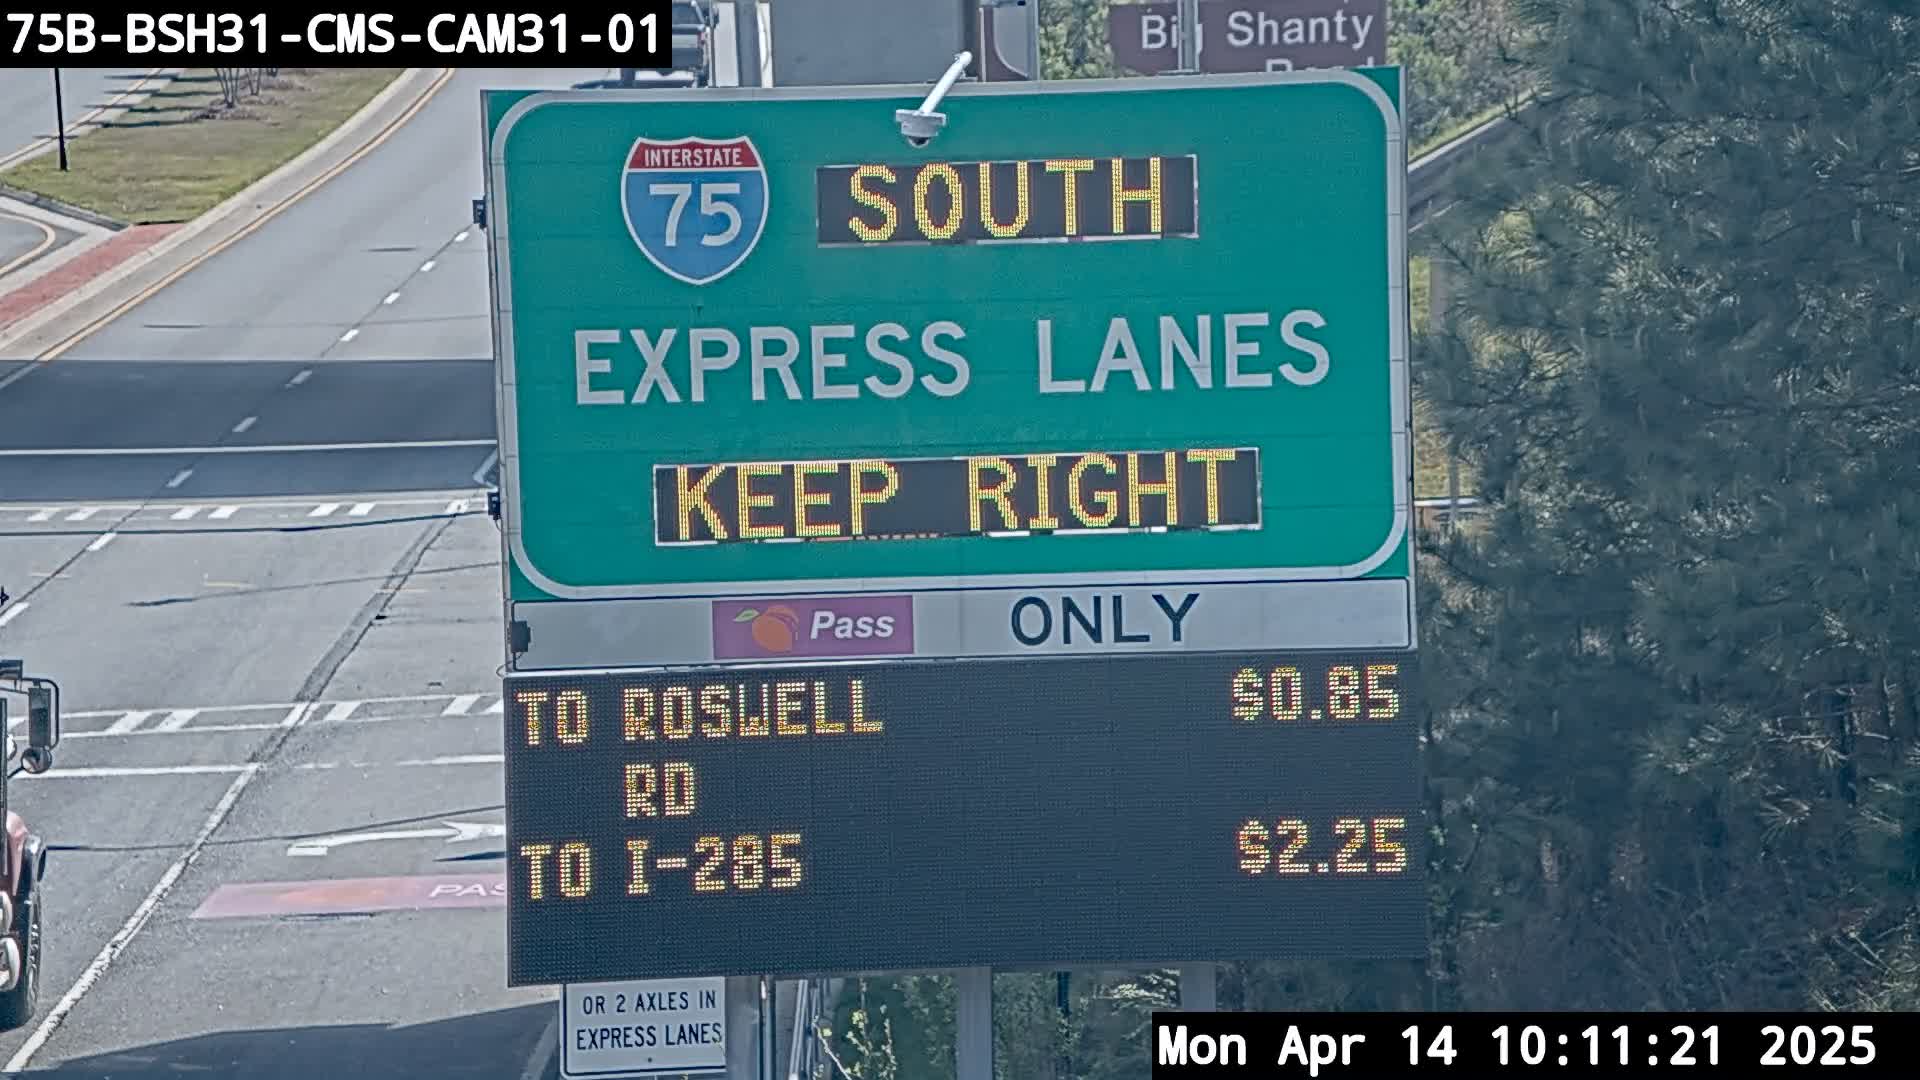 75B-BSH31-CMS-CAM31-01
Big Shanty
Road
INTERSTATE
75
SOUTH
EXPRESS LANES
KEEP RIGHT
Pass
ONLY
TO ROSWELL $0.85
RD
TO I-285 $2.25
PAS
OR 2 AXLES IN
EXPRESS LANES
Mon Apr 14 10:11:21 2025